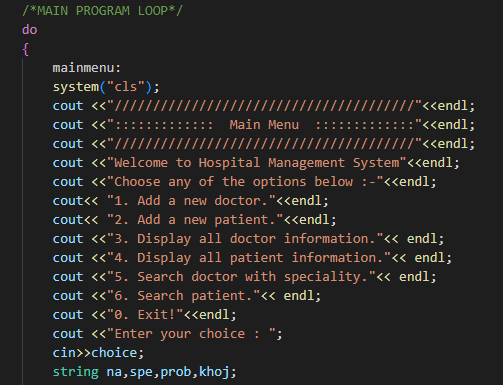 /*MAIN PROGRAM LOOP*/
do
{
mainmenu:
system("cls");
cout <<"///////////////////////////////////////"<<endl;
cout <<":::::::::::::  Main Menu  :::::::::::::"<<endl;
cout <<"///////////////////////////////////////"<<endl;
cout <<"Welcome to Hospital Management System"<<endl;
cout <<"Choose any of the options below :-"<<endl;
cout<< "1. Add a new doctor."<<endl;
cout <<"2. Add a new patient."<<endl;
cout <<"3. Display all doctor information."<< endl;
cout <<"4. Display all patient information."<< endl;
cout <<"5. Search doctor with speciality."<< endl;
cout <<"6. Search patient."<< endl;
cout <<"0. Exit!"<<endl;
cout <<"Enter your choice : ";
cin>>choice;
string na,spe,prob,khoj;